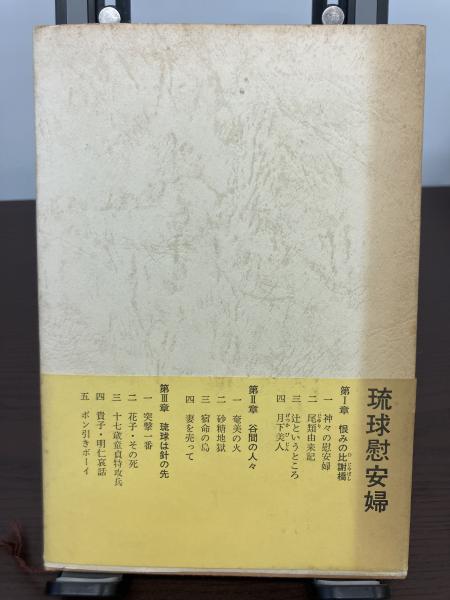 琉球慰安婦
第Ⅰ章 恨みの比謝橋
一 神々の慰安婦
二 尾類由来記
三 辻というところ
四 月下美人
第Ⅱ章 谷間の人々
一 奄美の火
二 砂糖地獄
三 宿命の島
四 妻を売って
第Ⅲ章 琉球は針の先
一 突撃一番
二 花子・その死
三 十七歳童貞特攻兵
四 貴子・明仁哀話
五 ポン引きボーイ